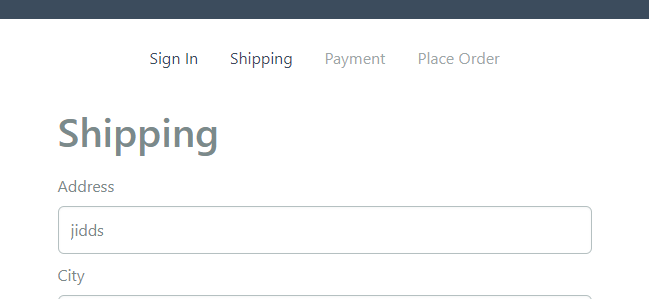 Sign In Shipping Payment Place Order
Shipping
Address
jidds
City